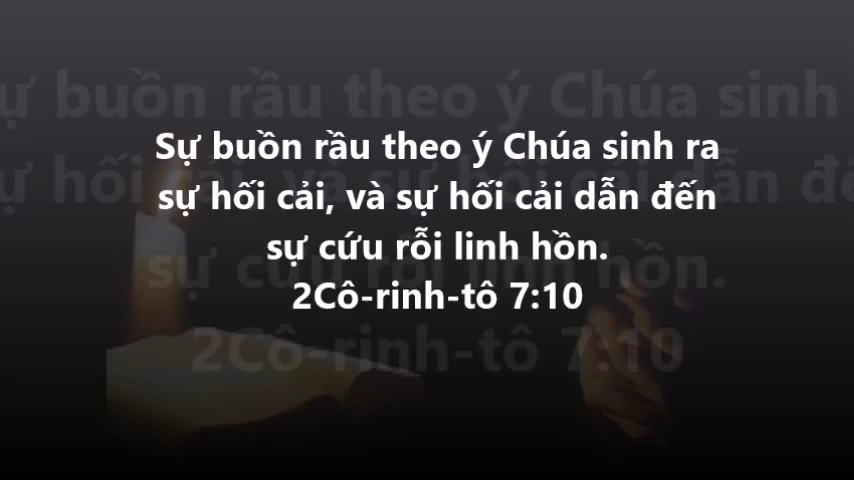 Sự buồn rầu theo ý Chúa sinh ra
sự hối cải, và sự hối cải dẫn đến
sự cứu rỗi linh hồn.
2Cô-rinh-tô 7:10